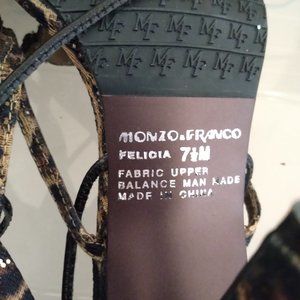 MONZO & FRANCO
FELICIA 7½M
FABRIC UPPER
BALANCE MAN MADE
MADE IN CHINA